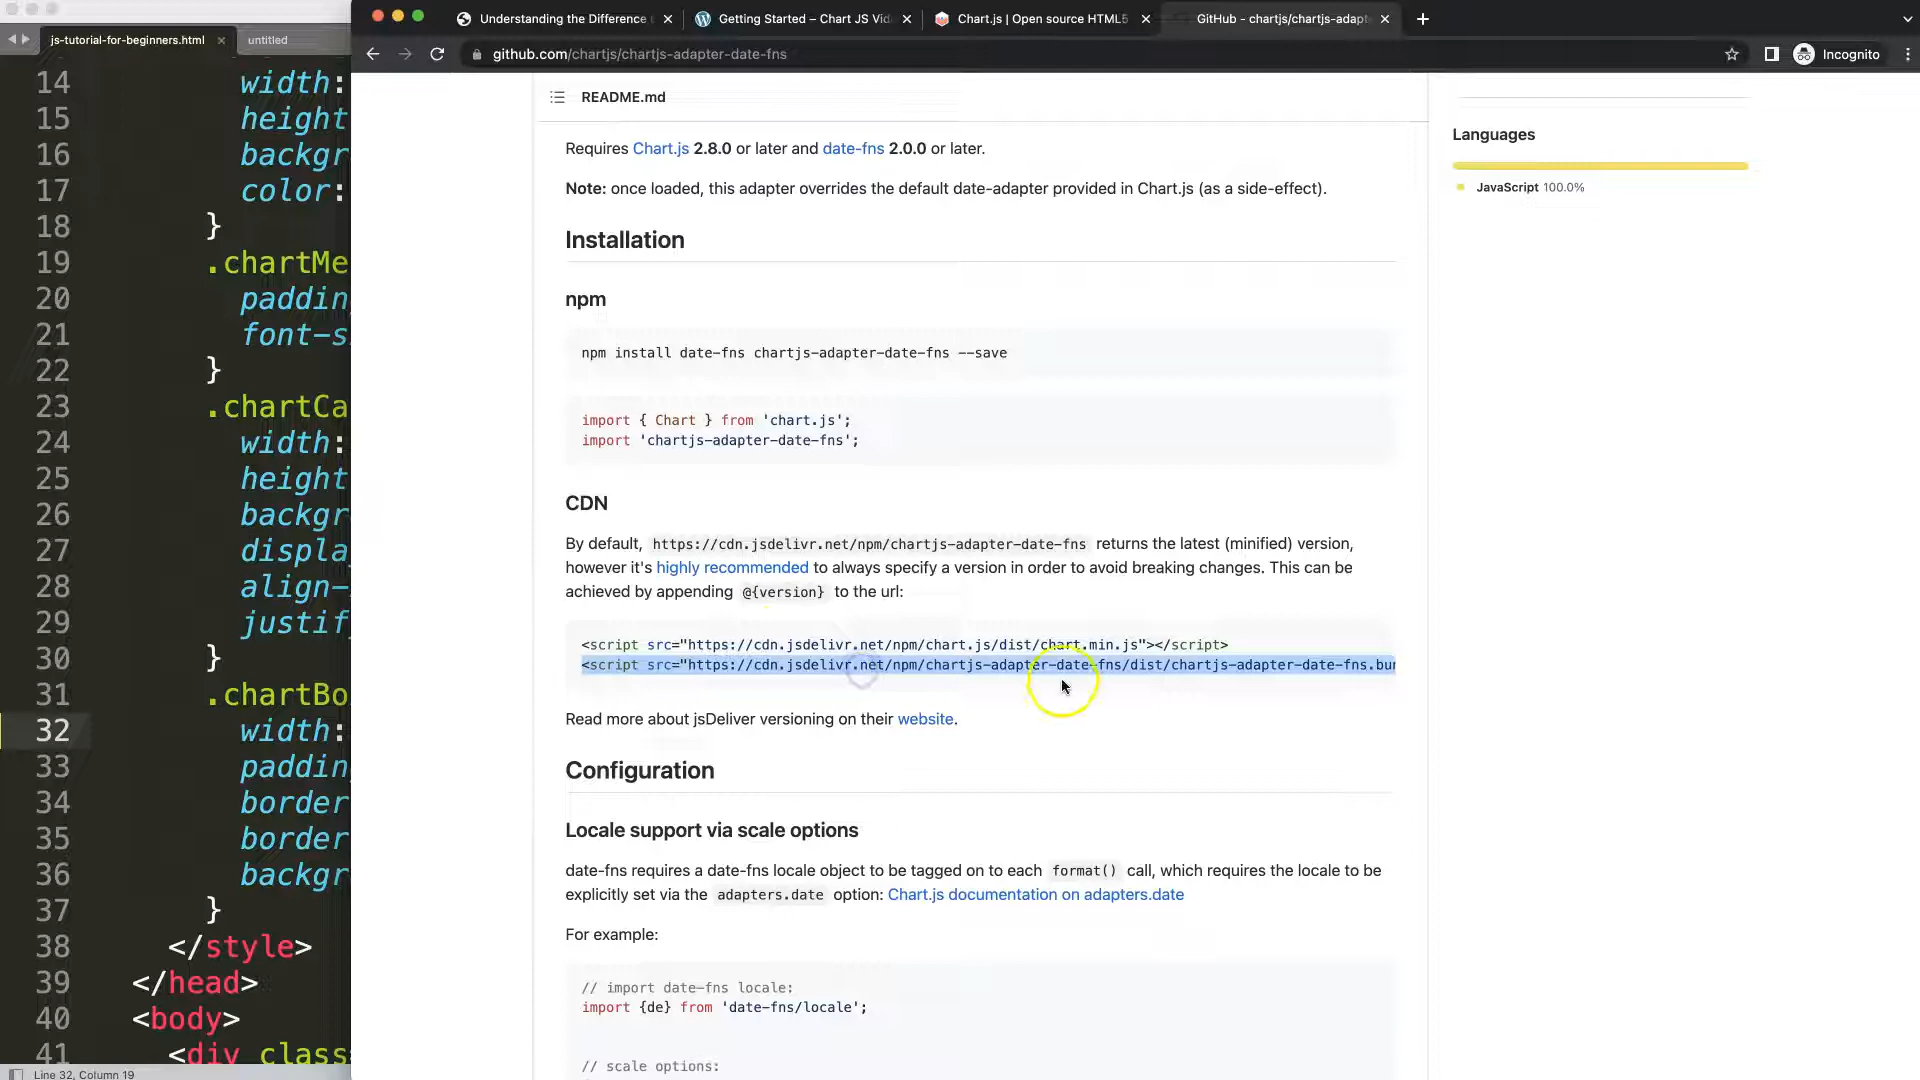 js-tutorial-for-beginners.html
untitled
Understanding the Difference
Getting Started – Chart JS Vid
Chart.js | Open source HTML5
GitHub - chartjs/chartjs-adapt
github.com/chartjs/chartjs-adapter-date-fns
Incognito
14 width:
15 height
16 backgr
17 color:
18 }
19 .chartMe
20 paddin
21 font-s
22 }
23 .chartCa
24 width:
25 height
26 backgr
27 displa
28 align-
29 justif
30 }
31 .chartBo
32 width:
33 paddin
34 border
35 border
36 backgr
37 }
38 </style>
39 </head>
40 <body>
41 <div class
Line 32, Column 19
README.md
Requires Chart.js 2.8.0 or later and date-fns 2.0.0 or later.
Note: once loaded, this adapter overrides the default date-adapter provided in Chart.js (as a side-effect).
Installation
npm
npm install date-fns chartjs-adapter-date-fns --save
import { Chart } from 'chart.js';
import 'chartjs-adapter-date-fns';
CDN
By default, https://cdn.jsdelivr.net/npm/chartjs-adapter-date-fns returns the latest (minified) version,
however it's highly recommended to always specify a version in order to avoid breaking changes. This can be
achieved by appending @{version} to the url:
<script src="https://cdn.jsdelivr.net/npm/chart.js/dist/chart.min.js"></script>
<script src="https://cdn.jsdelivr.net/npm/chartjs-adapter-date-fns/dist/chartjs-adapter-date-fns.bun
Read more about jsDeliver versioning on their website.
Configuration
Locale support via scale options
date-fns requires a date-fns locale object to be tagged on to each format() call, which requires the locale to be
explicitly set via the adapters.date option: Chart.js documentation on adapters.date
For example:
// import date-fns locale:
import {de} from 'date-fns/locale';
// scale options:
Languages
JavaScript 100.0%